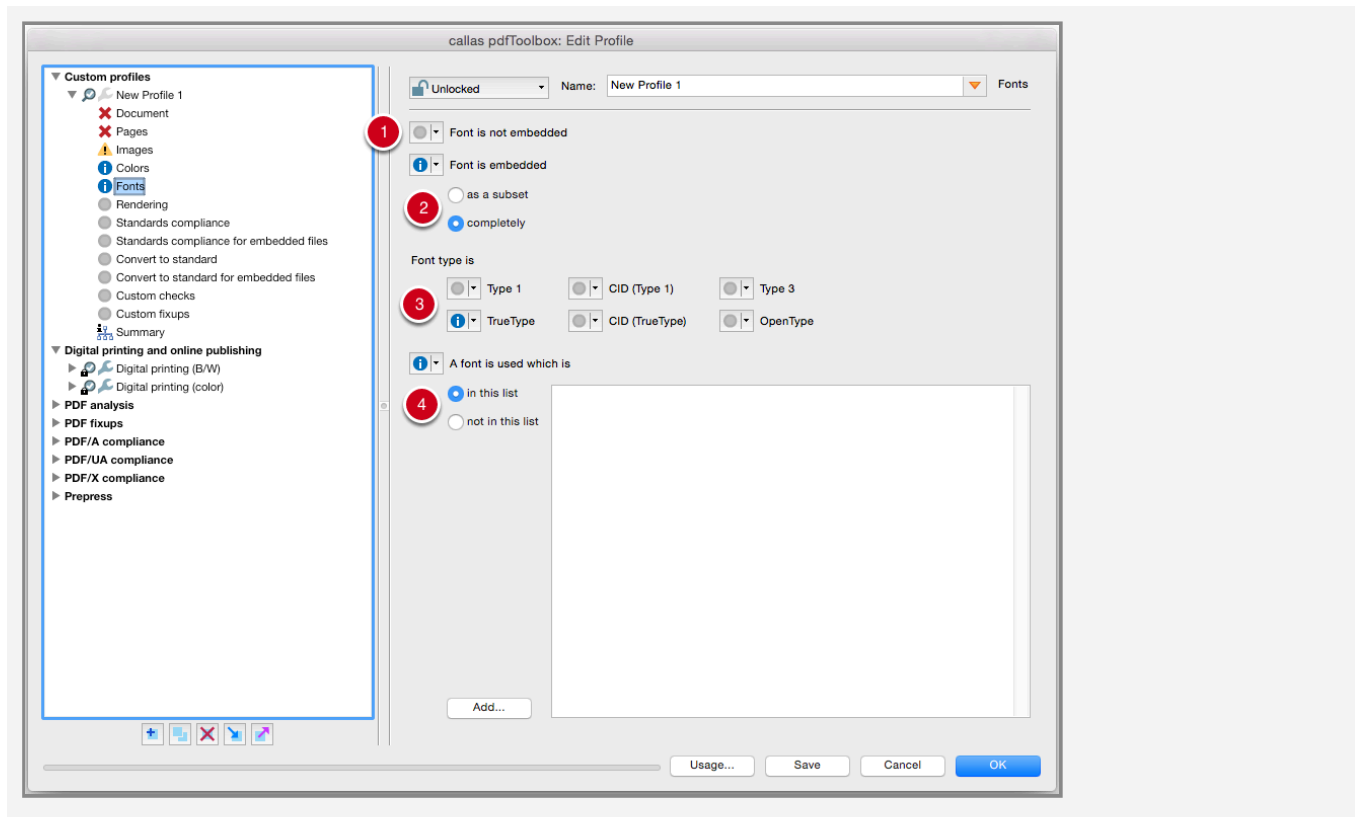 callas pdfToolbox: Edit Profile
Custom profiles
New Profile 1
Document
Pages
Images
Colors
Fonts
Rendering
Standards compliance
Standards compliance for embedded files
Convert to standard
Convert to standard for embedded files
Custom checks
Custom fixups
Summary
Digital printing and online publishing
Digital printing (B/W)
Digital printing (color)
PDF analysis
PDF fixups
PDF/A compliance
PDF/UA compliance
PDF/X compliance
Prepress
Unlocked Name: New Profile 1 Fonts
1 Font is not embedded
Font is embedded
2 as a subset
completely
Font type is
3 Type 1 CID (Type 1) Type 3
TrueType CID (TrueType) OpenType
A font is used which is
4 in this list
not in this list
Add...
Usage... Save Cancel OK